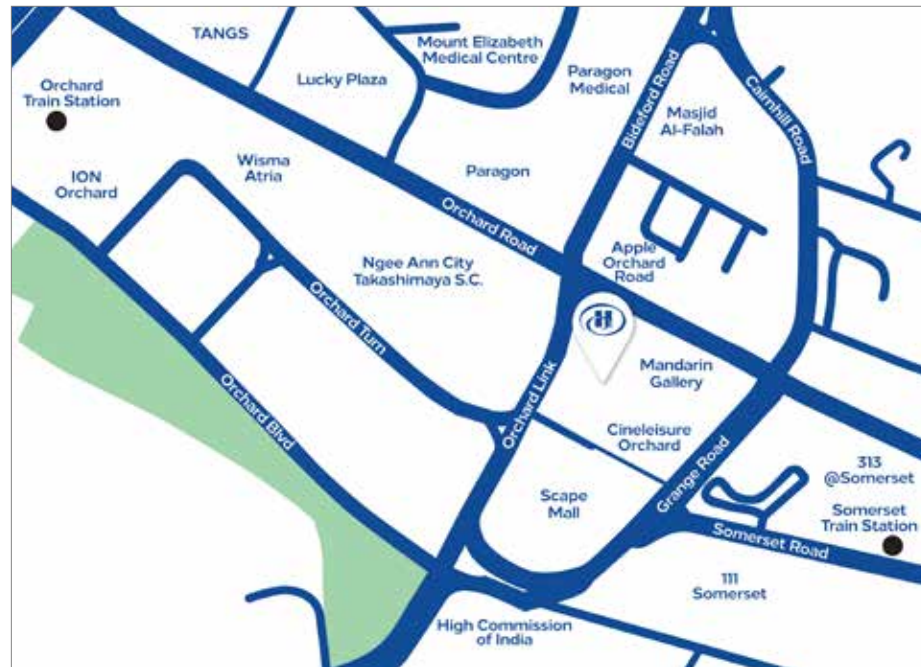 TANGS
Mount Elizabeth
Medical Centre
Orchard
Train Station
Lucky Plaza
Paragon
Medical
Bideford Road
Cairnhill Road
Masjid
Al-Falah
ION
Orchard
Wisma
Atria
Paragon
Orchard Road
Apple
Orchard
Road
Ngee Ann City
Takashimaya S.C.
Orchard Turn
H
Mandarin
Gallery
Orchard Link
Orchard Blvd
Cineleisure
Orchard
Grange Road
313
@Somerset
Scape
Mall
Somerset
Train Station
Somerset Road
111
Somerset
High Commission
of India